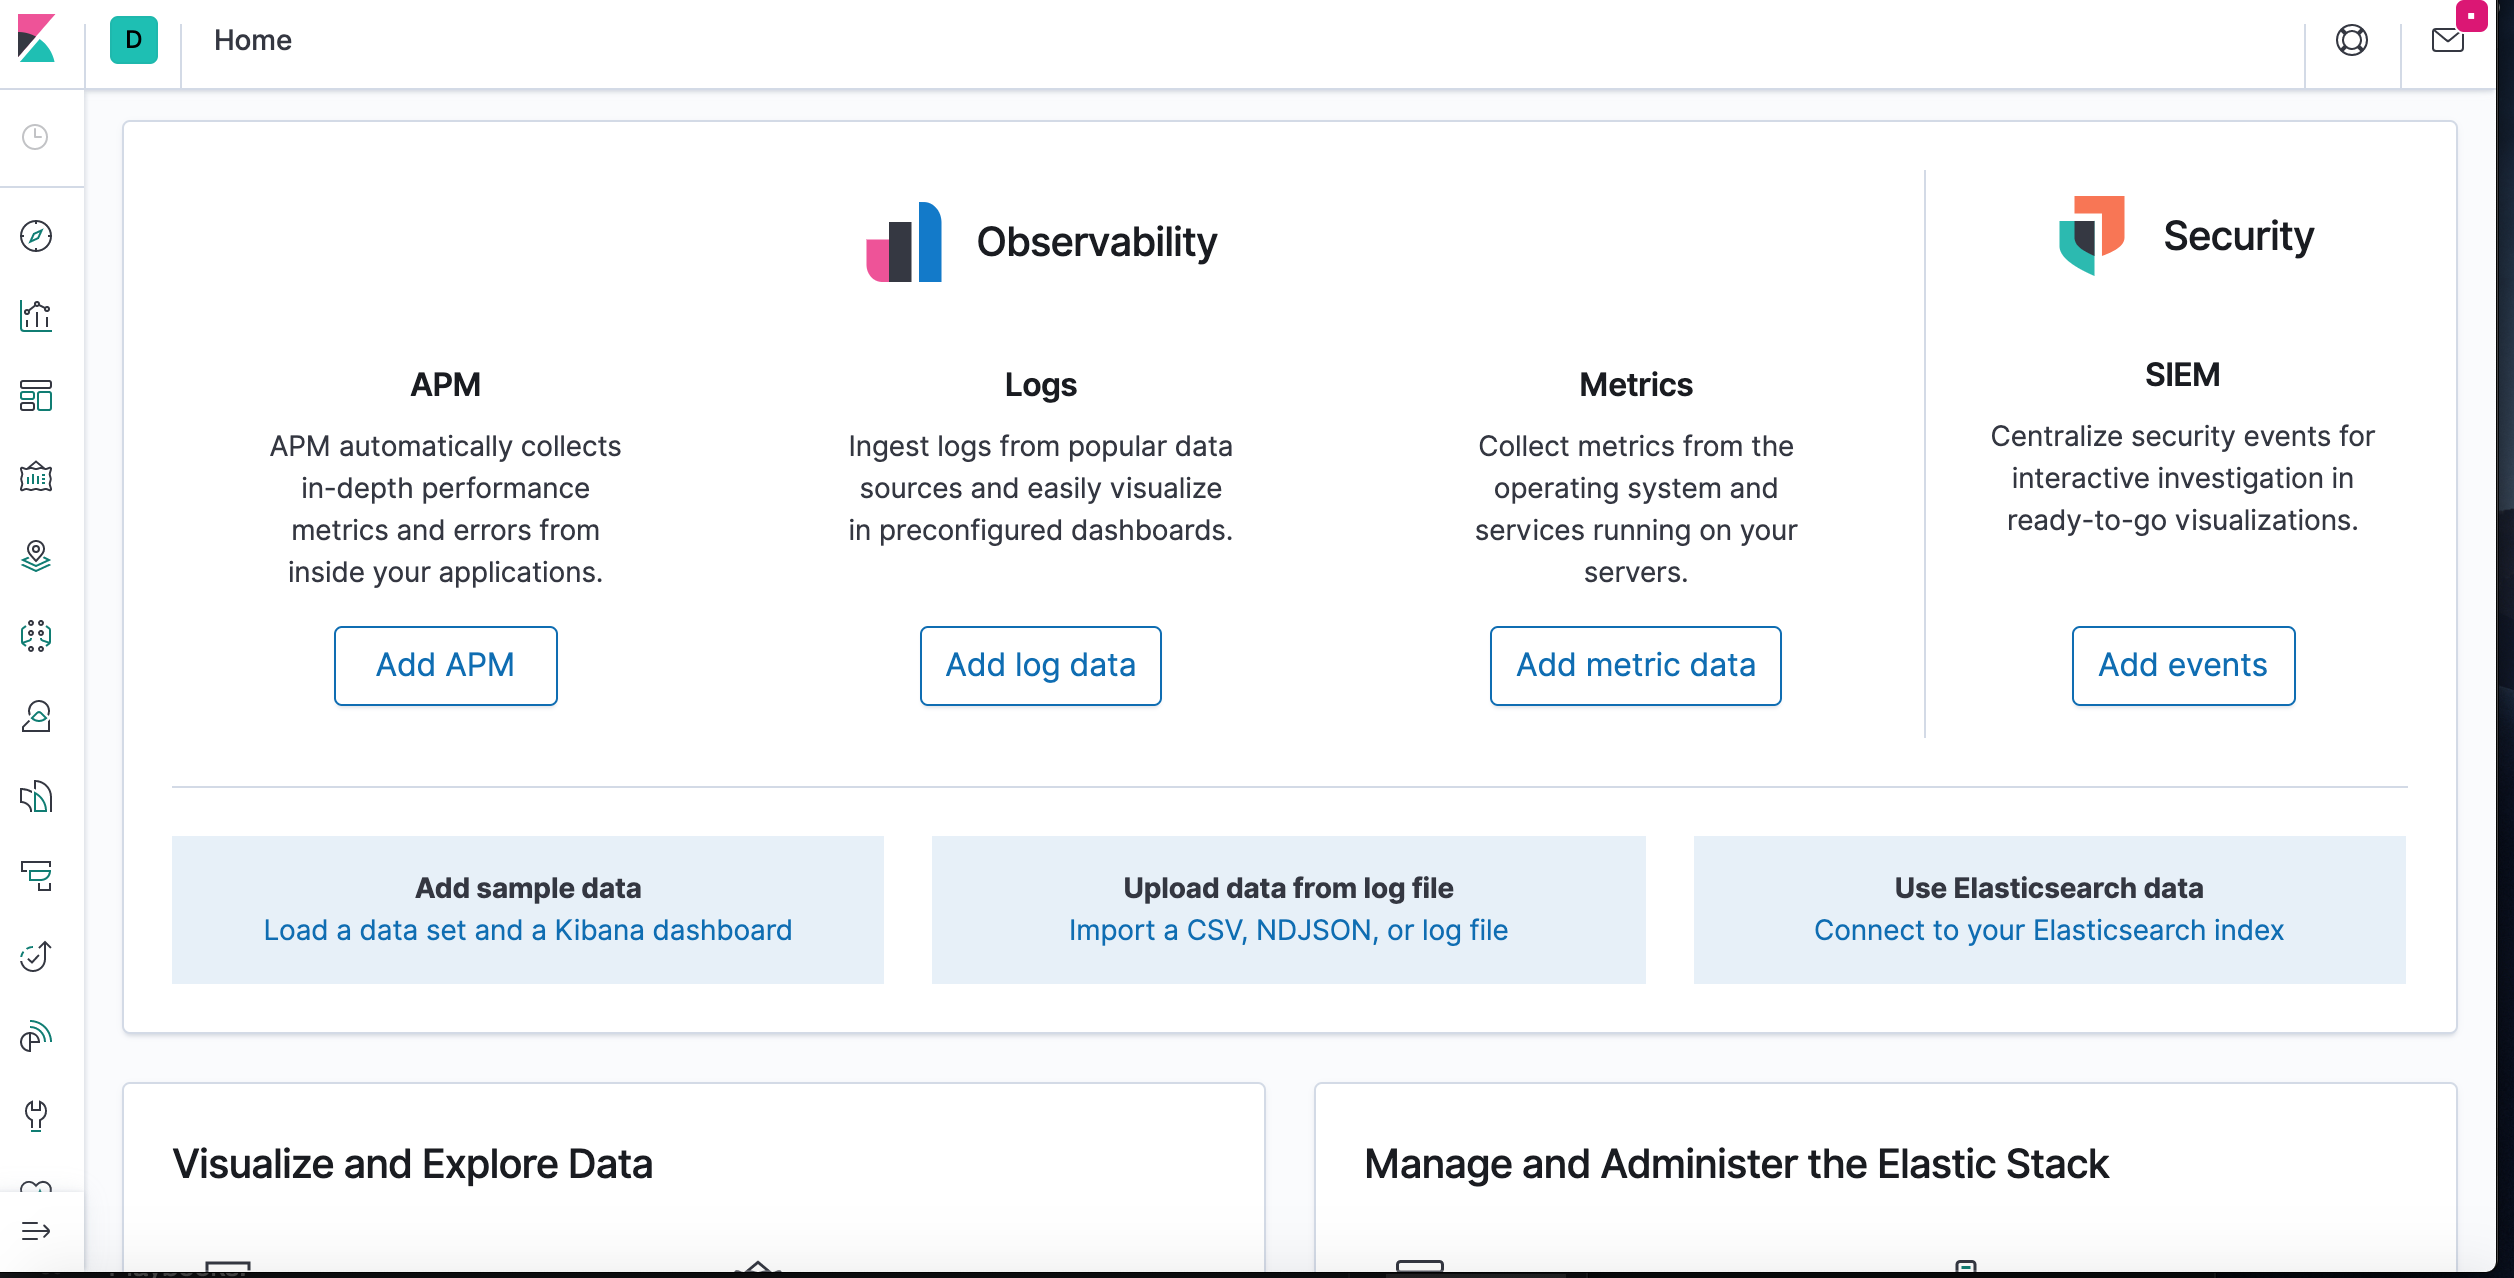 D
Home
Observability
Security
APM
APM automatically collects
in-depth performance
metrics and errors from
inside your applications.
Add APM
Logs
Ingest logs from popular data
sources and easily visualize
in preconfigured dashboards.
Add log data
Metrics
Collect metrics from the
operating system and
services running on your
servers.
Add metric data
SIEM
Centralize security events for
interactive investigation in
ready-to-go visualizations.
Add events
Add sample data
Load a data set and a Kibana dashboard
Upload data from log file
Import a CSV, NDJSON, or log file
Use Elasticsearch data
Connect to your Elasticsearch index
Visualize and Explore Data
Manage and Administer the Elastic Stack